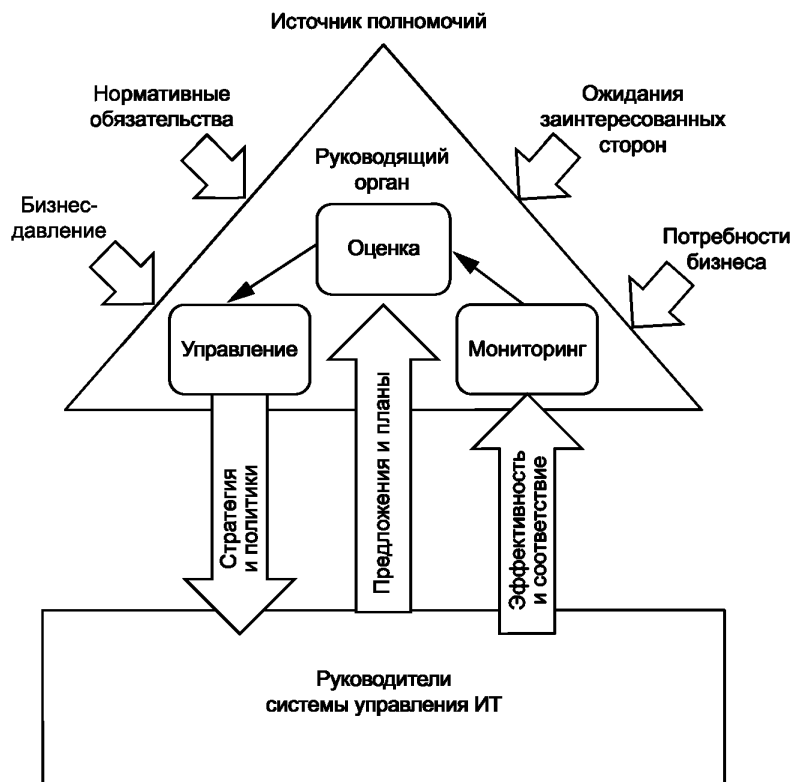 Источник полномочий
Нормативные
обязательства
Ожидания
заинтересованных
сторон
Руководящий
орган
Бизнес-
давление
Потребности
бизнеса
Оценка
Управление
Мониторинг
Стратегия
и политики
Предложения и планы
Эффективность
и соответствие
Руководители
системы управления ИТ